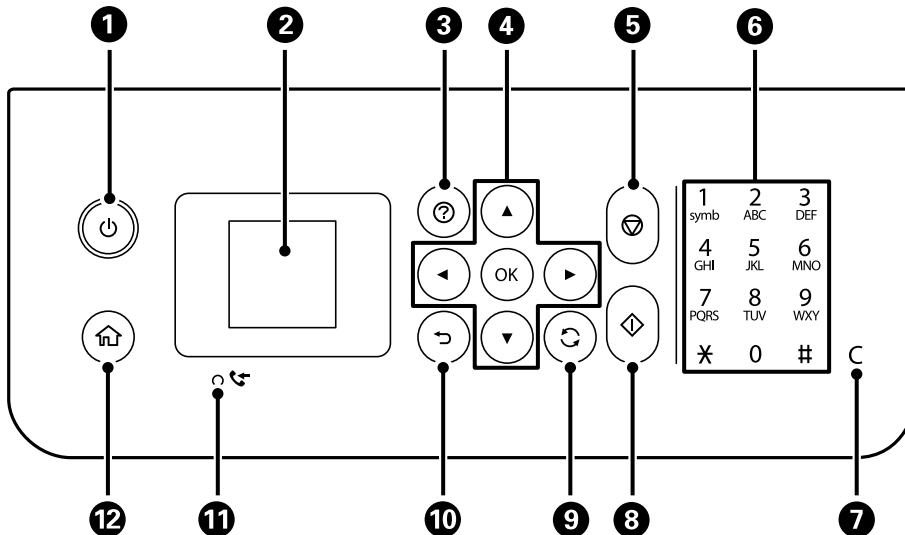 1 2 3 4 5 6
1 2 3
symb ABC DEF
4 5 6
GHI JKL MNO
OK
7 8 9
PQRS TUV WXY
* 0 # C
12 11 10 9 8 7